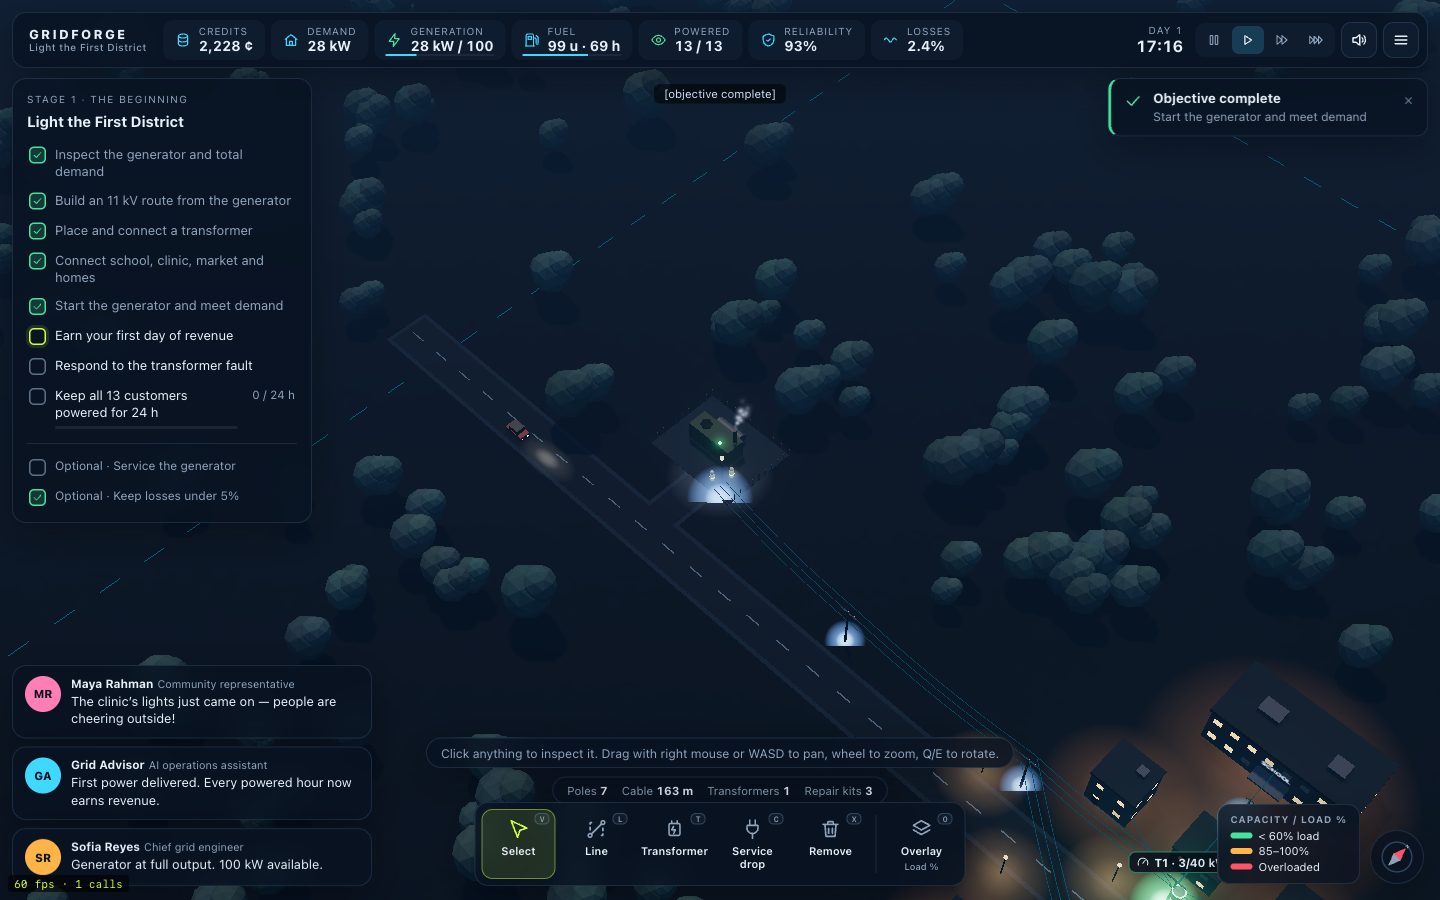 GRIDFORGE
Light the First District
CREDITS
2,228 ¢
DEMAND
28 kW
GENERATION
28 kW / 100
FUEL
99 u · 69 h
POWERED
13 / 13
RELIABILITY
93%
LOSSES
2.4%
DAY 1
17:16
STAGE 1 · THE BEGINNING
Light the First District
Inspect the generator and total
demand
Build an 11 kV route from the generator
Place and connect a transformer
Connect school, clinic, market and
homes
Start the generator and meet demand
Earn your first day of revenue
Respond to the transformer fault
Keep all 13 customers
powered for 24 h
0 / 24 h
Optional · Service the generator
Optional · Keep losses under 5%
[objective complete]
Objective complete
Start the generator and meet demand
MR
Maya Rahman Community representative
The clinic's lights just came on — people are
cheering outside!
GA
Grid Advisor AI operations assistant
First power delivered. Every powered hour now
earns revenue.
SR
Sofia Reyes Chief grid engineer
Generator at full output. 100 kW available.
60 fps · 1 calls
Click anything to inspect it. Drag with right mouse or WASD to pan, wheel to zoom, Q/E to rotate.
Poles 7 Cable 163 m Transformers 1 Repair kits 3
V
Select
L
Line
T
Transformer
C
Service
drop
X
Remove
O
Overlay
Load %
SCHOOL
T1 · 3/40
CAPACITY / LOAD %
< 60% load
85–100%
Overloaded